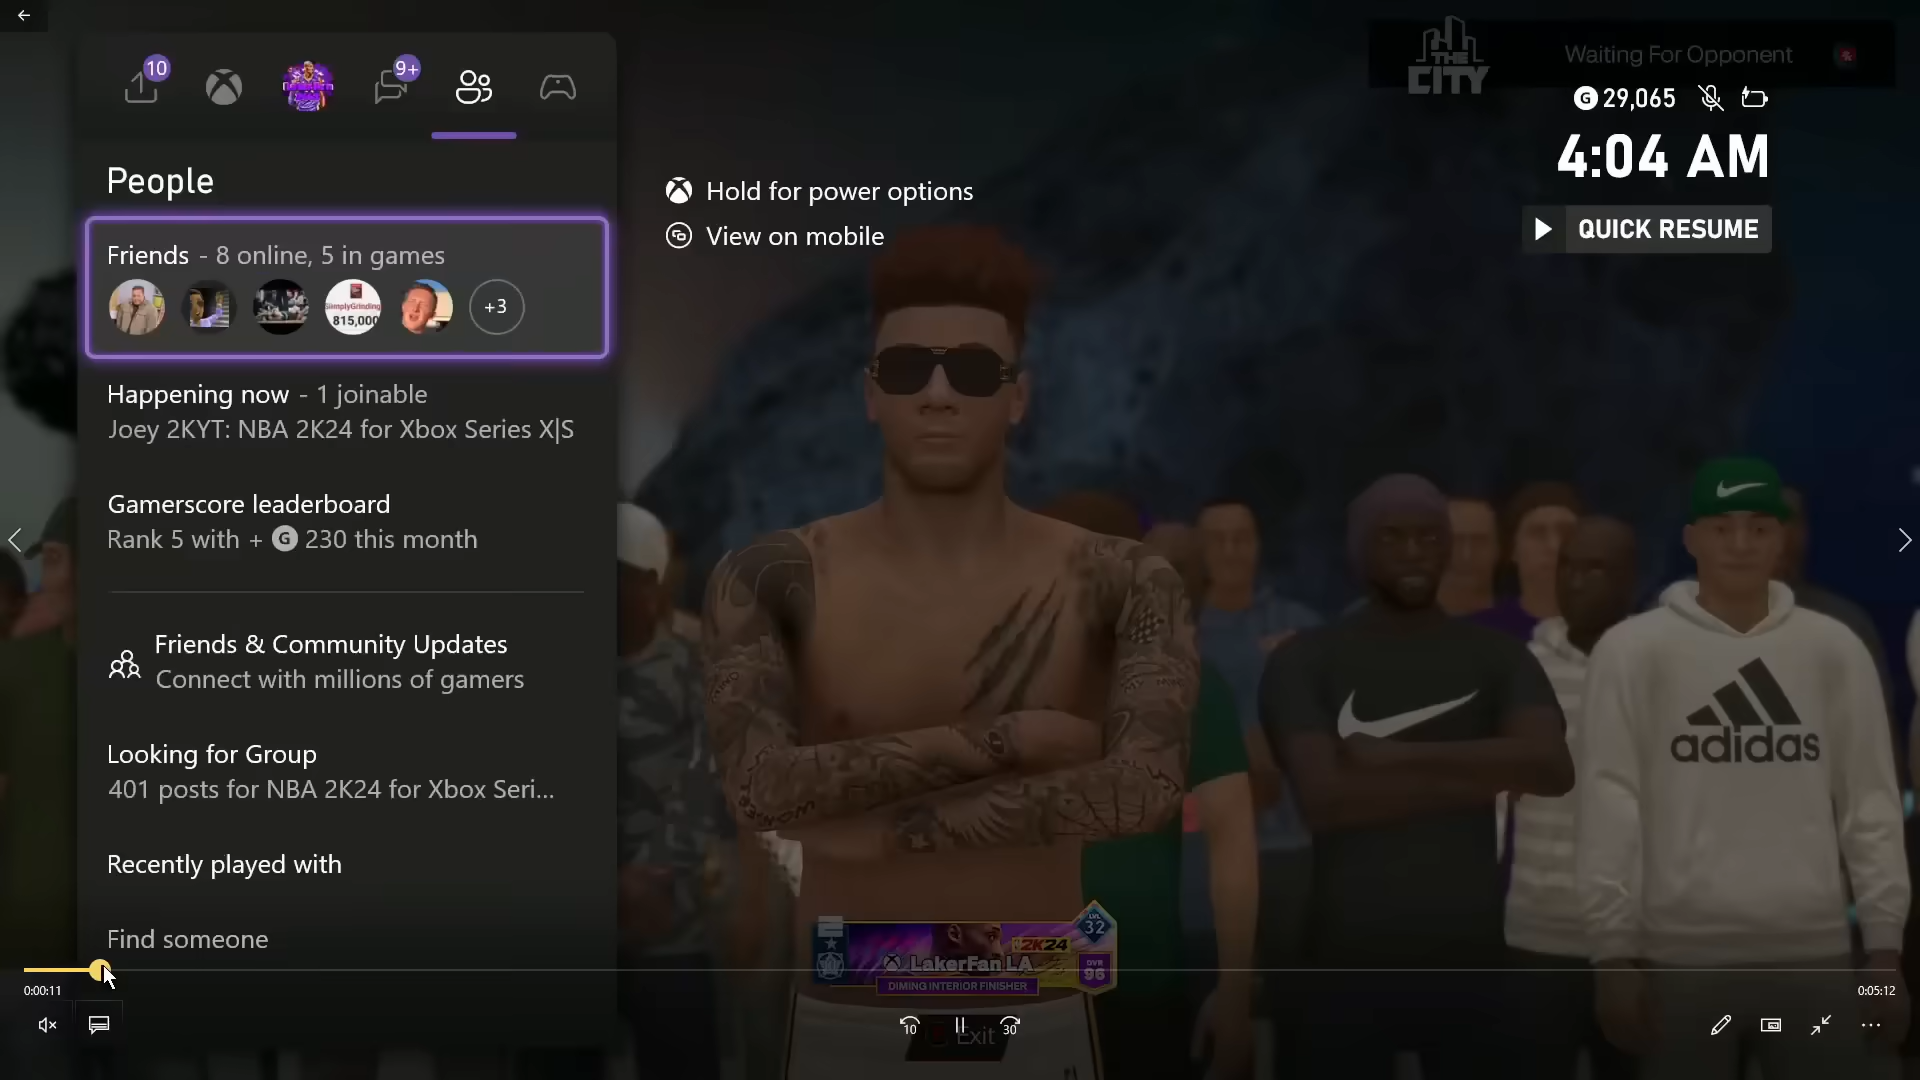 10
9+
People
Friends - 8 online, 5 in games
SiimplyGrinding
815,000
+3
Happening now - 1 joinable
Joey 2KYT: NBA 2K24 for Xbox Series X|S
Gamerscore leaderboard
Rank 5 with + G 230 this month
Friends & Community Updates
Connect with millions of gamers
Looking for Group
401 posts for NBA 2K24 for Xbox Seri...
Recently played with
Find someone
Hold for power options
View on mobile
THE
CITY
Waiting For Opponent
G 29,065
4:04 AM
QUICK RESUME
adidas
LVL
32
2K24
LakerFan LA
OVR
96
DIMING INTERIOR FINISHER
0:00:11
0:05:12
10
Exit
30